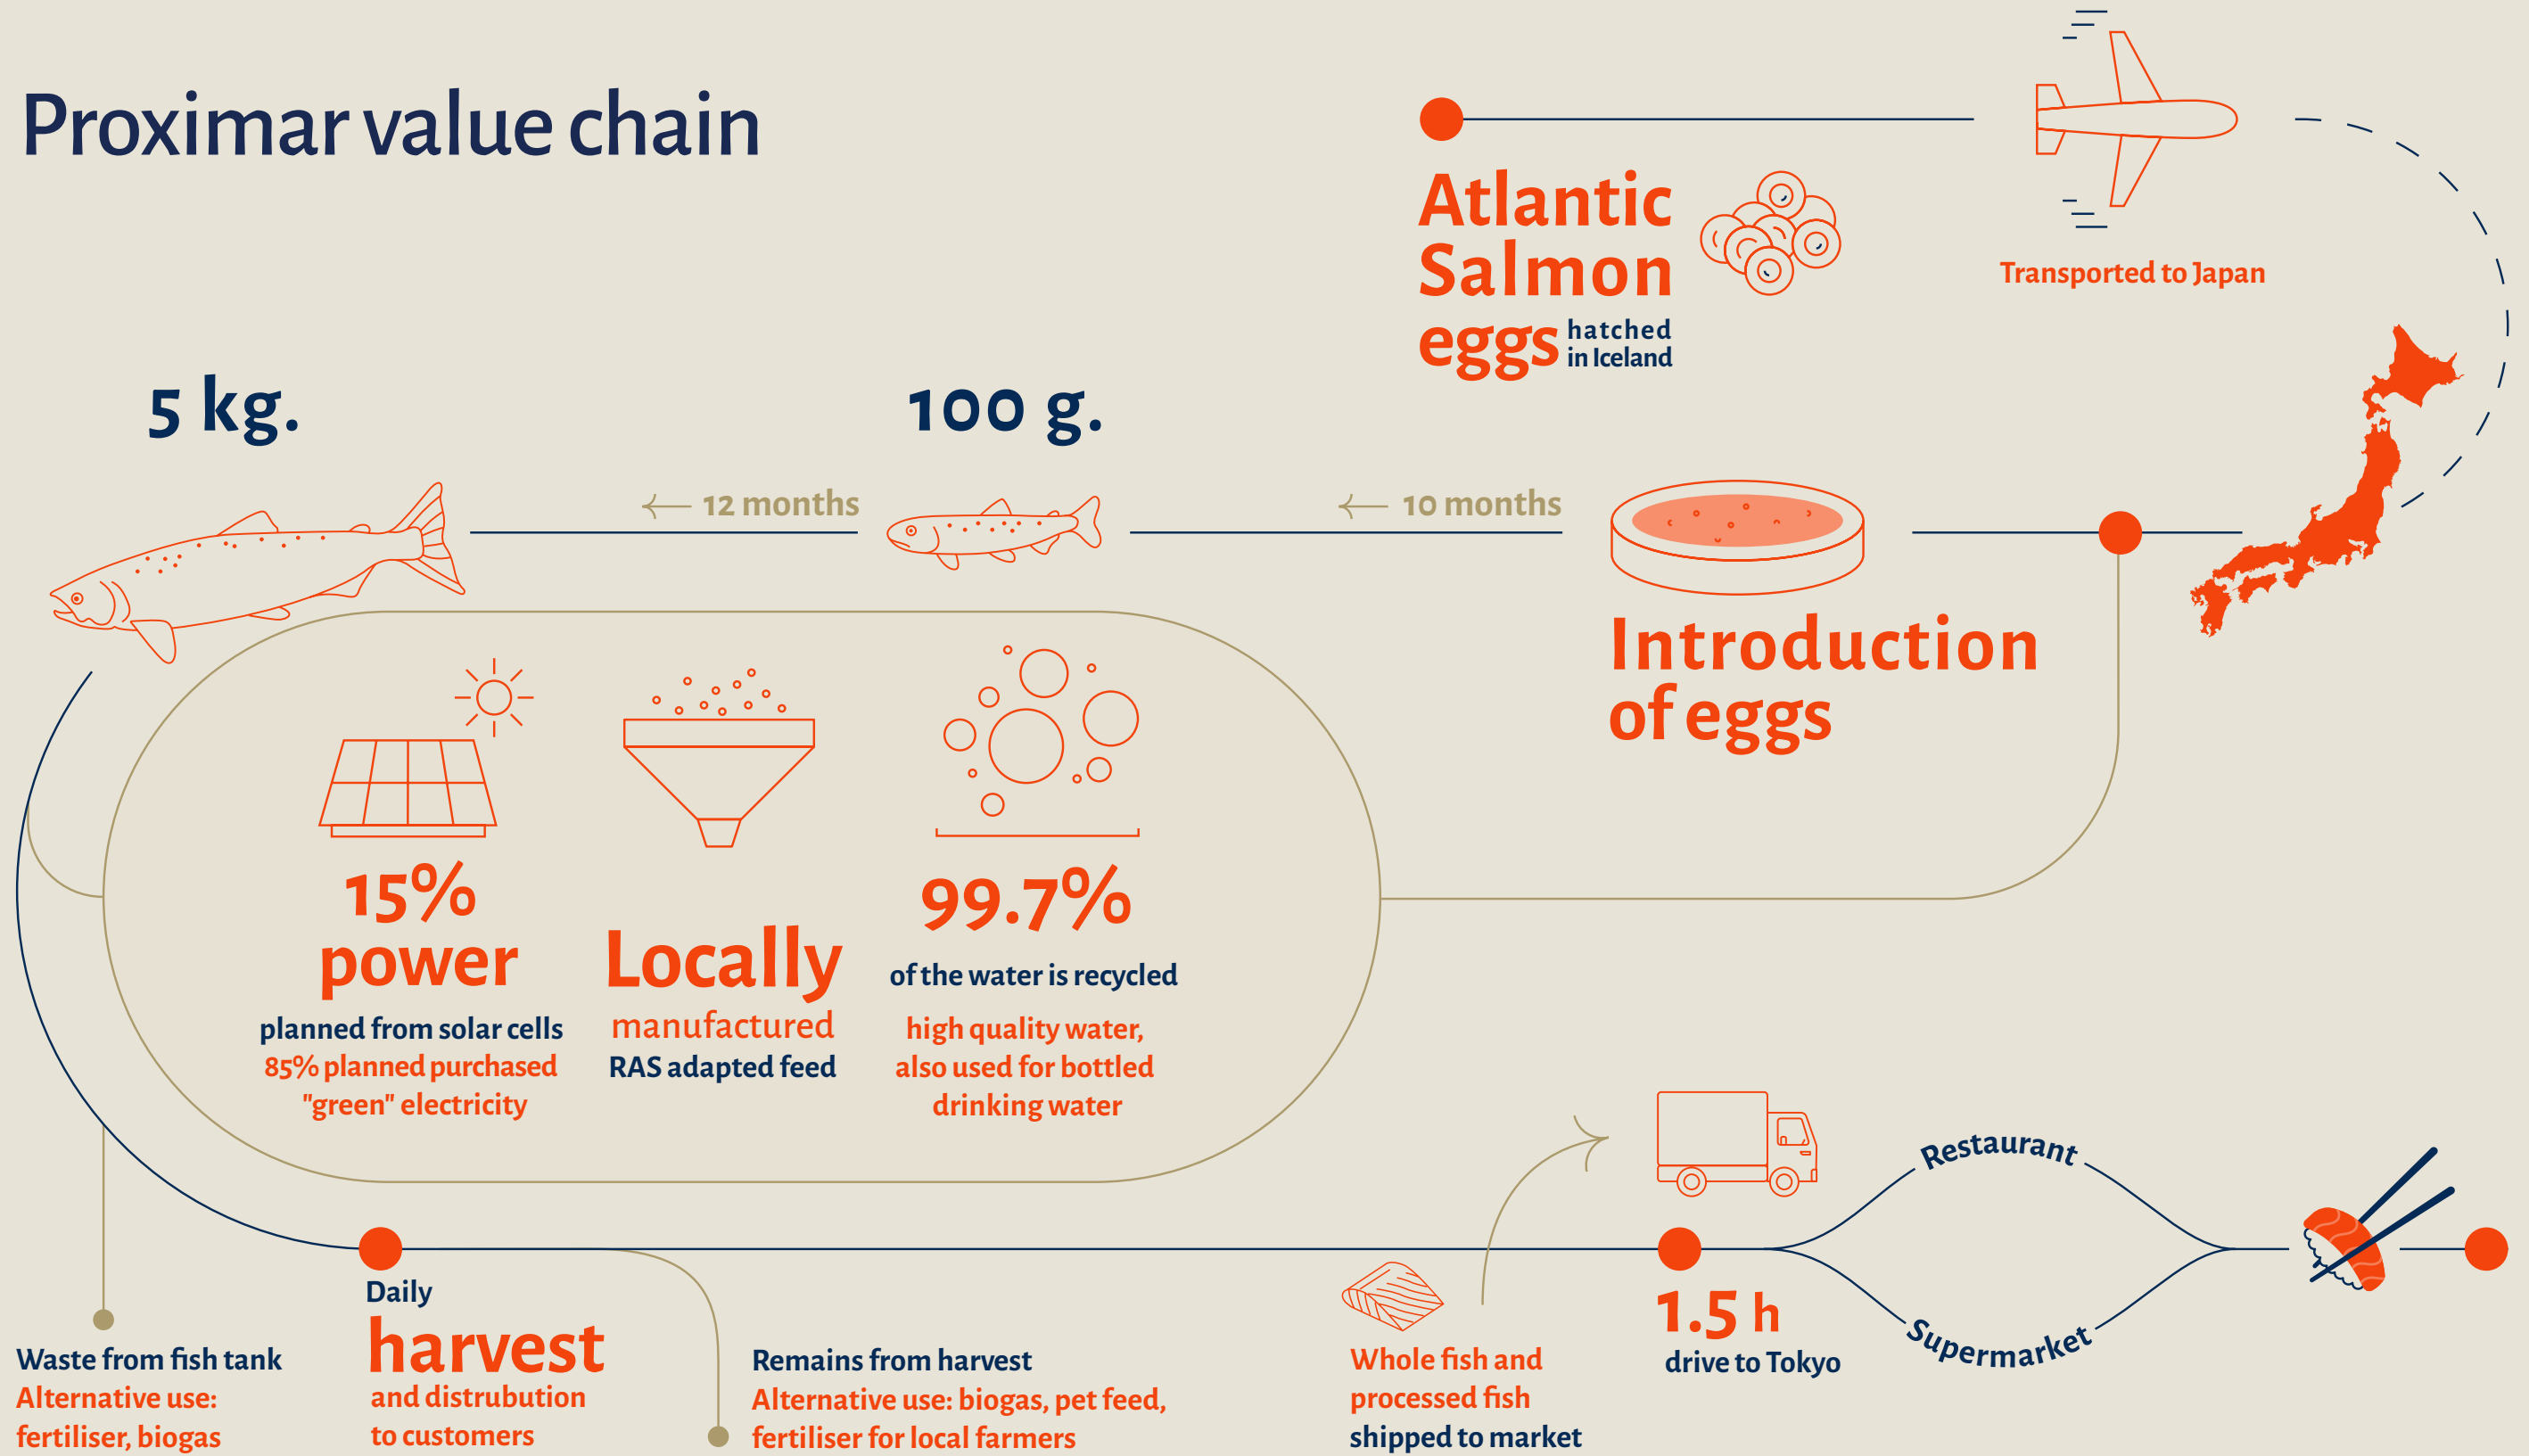 Proximar value chain
Atlantic
Salmon
eggs
hatched
in Iceland
Transported to Japan
5 kg.
100 g.
12 months
10 months
Introduction
of eggs
15%
power
planned from solar cells
85% planned purchased
"green" electricity
Locally
manufactured
RAS adapted feed
99.7%
of the water is recycled
high quality water,
also used for bottled
drinking water
Waste from fish tank
Alternative use:
fertiliser, biogas
Daily
harvest
and distrubution
to customers
Remains from harvest
Alternative use: biogas, pet feed,
fertiliser for local farmers
Whole fish and
processed fish
shipped to market
1.5 h
drive to Tokyo
Restaurant
Supermarket